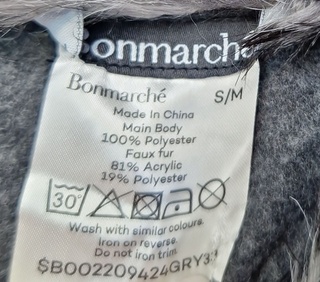 Bonmarché
Bonmarché S/M
Made In China
Main Body
100% Polyester
Faux fur
81% Acrylic
19% Polyester
30°
Wash with similar colours.
Iron on reverse.
Do not iron trim.